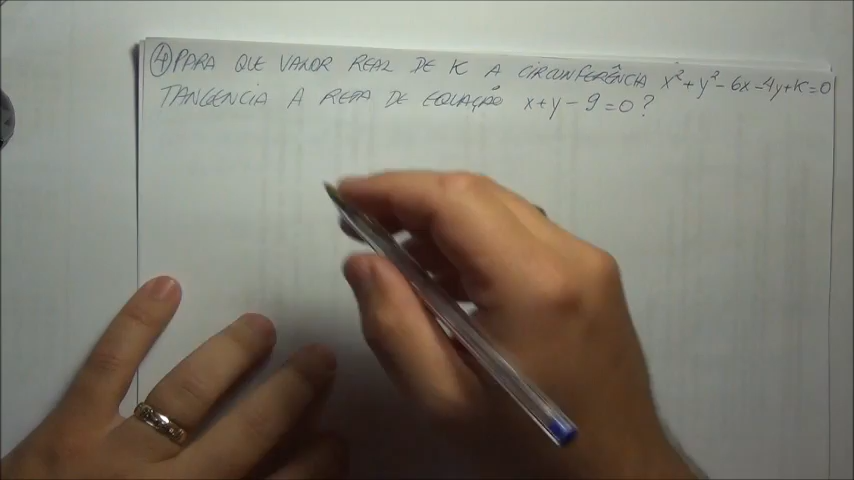 ④ PARA QUE VALOR REAL DE K A CIRCUNFERÊNCIA x²+y²-6x-4y+K=0
TANGENCIA A RETA DE EQUAÇÃO x+y-9=0?